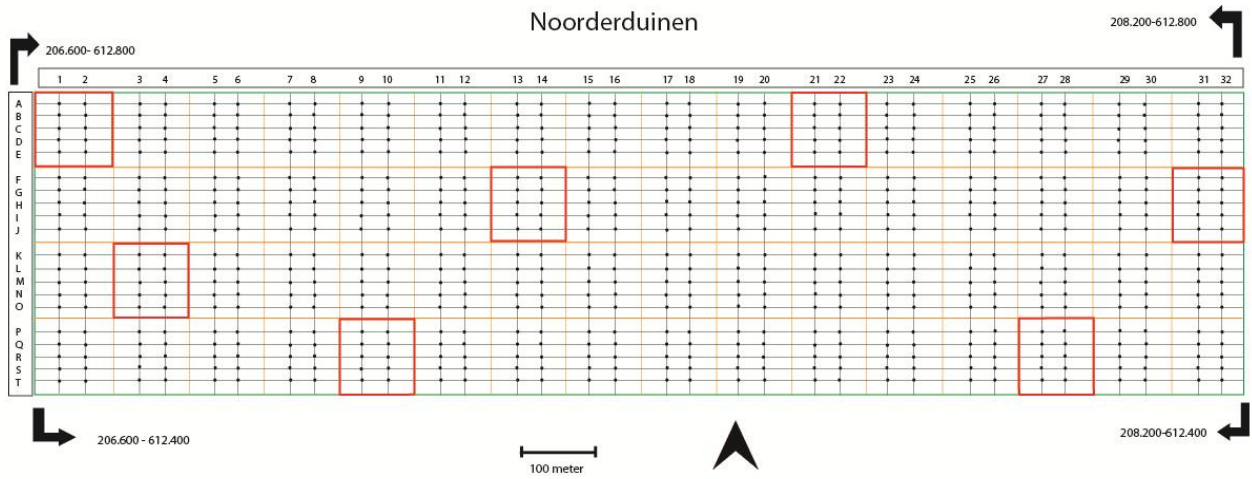 Noorderduinen
206.600- 612.800
208.200-612.800
1 2 3 4 5 6 7 8 9 10 11 12 13 14 15 16 17 18 19 20 21 22 23 24 25 26 27 28 29 30 31 32
A
B
C
D
E
F
G
H
I
J
K
L
M
N
O
P
Q
R
S
T
206.600 - 612.400
208.200-612.400
100 meter